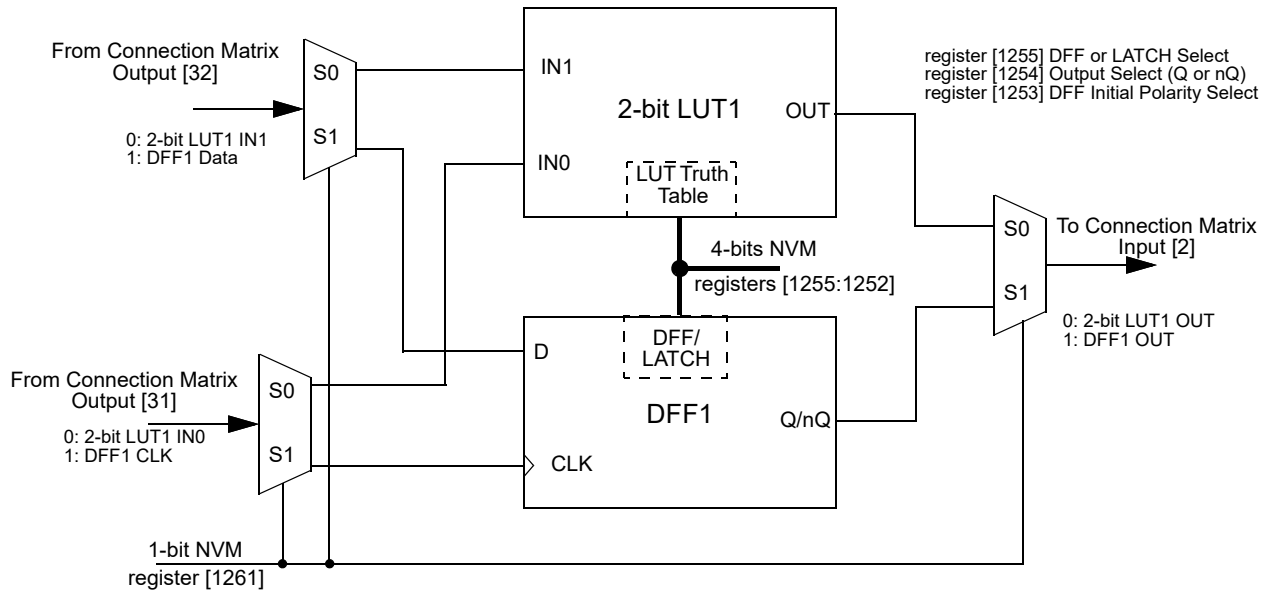 From Connection Matrix
Output [32]
0: 2-bit LUT1 IN1
1: DFF1 Data
S0
S1
IN1
IN0
2-bit LUT1
OUT
LUT Truth
Table
register [1255] DFF or LATCH Select
register [1254] Output Select (Q or nQ)
register [1253] DFF Initial Polarity Select
4-bits NVM
registers [1255:1252]
S0
S1
To Connection Matrix
Input [2]
0: 2-bit LUT1 OUT
1: DFF1 OUT
From Connection Matrix
Output [31]
0: 2-bit LUT1 IN0
1: DFF1 CLK
S0
S1
D
DFF/
LATCH
DFF1
Q/nQ
CLK
1-bit NVM
register [1261]